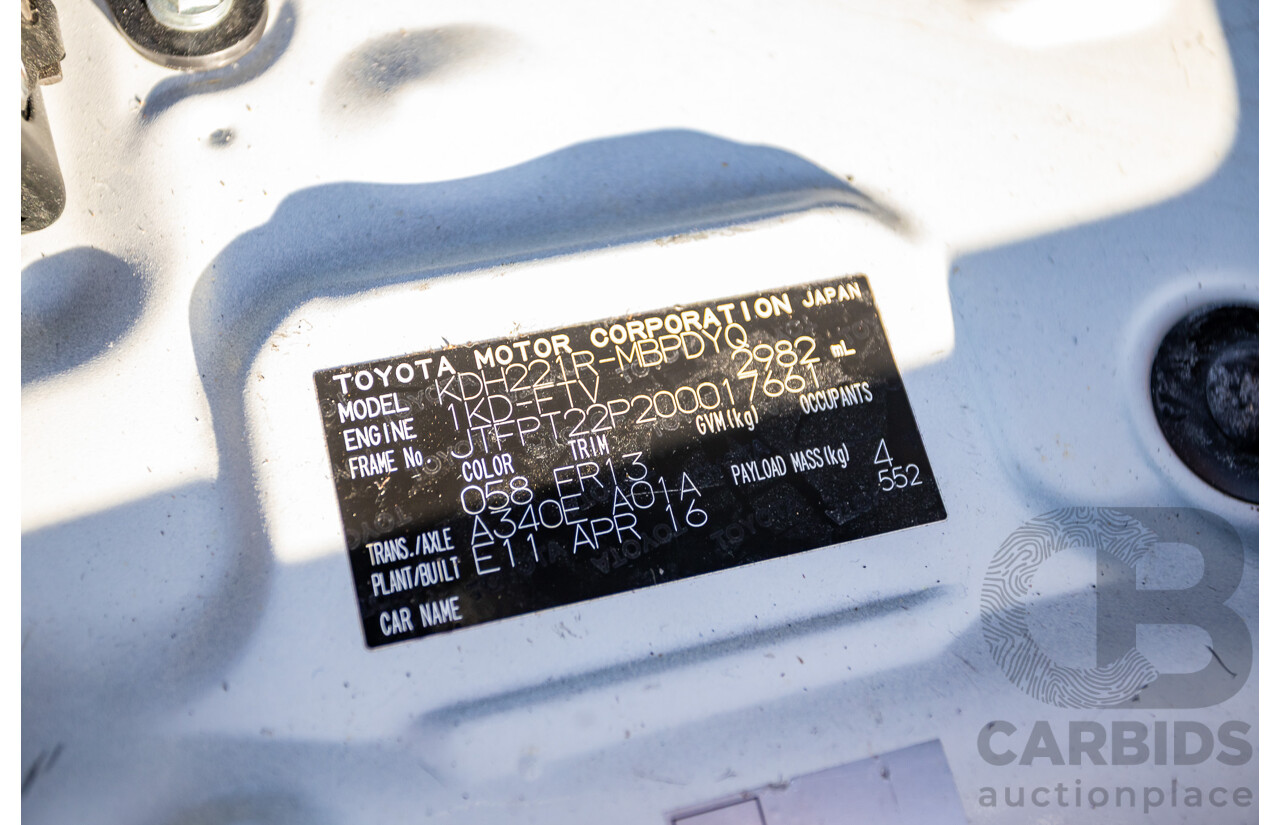 TOYOTA MOTOR CORPORATION JAPAN
MODEL KDH221R-MBPDYQ
ENGINE 1KD-FTV 2982 mL
FRAME No. JTFPT22P200017661
COLOR TRIM GVM(kg) OCCUPANTS
058 ER13 4
TRANS./AXLE A340E A01A PAYLOAD MASS(kg) 552
PLANT/BUILT E11 APR 16
CAR NAME
CB
CARBIDS
auctionplace